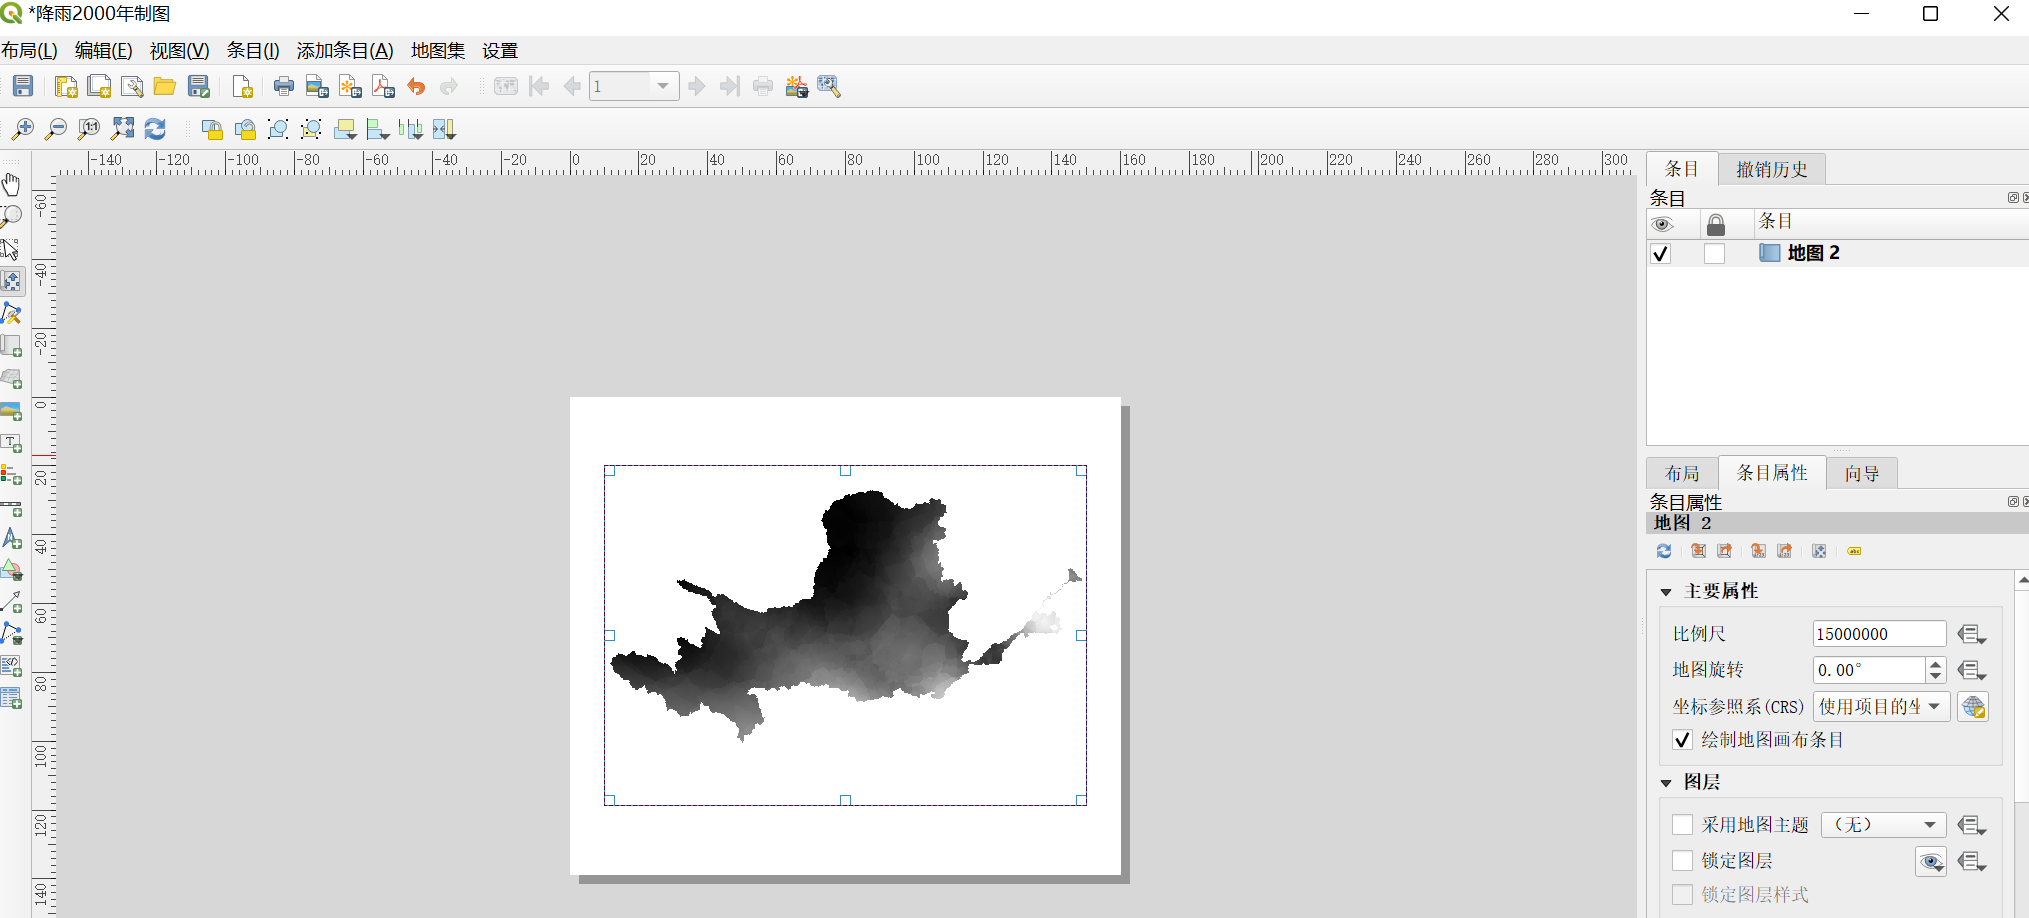 *降雨2000年制图
布局(L) 编辑(E) 视图(V) 条目(I) 添加条目(A) 地图集 设置
1
1:1
-140 -120 -100 -80 -60 -40 -20 0 20 40 60 80 100 120 140 160 180 200 220 240 260 280 300
-60
-40
-20
0
20
40
60
80
100
120
140
条目 撤销历史
条目
条目
地图 2
布局 条目属性 向导
条目属性
地图 2
abc
主要属性
比例尺 15000000
地图旋转 0.00°
坐标参照系(CRS) 使用项目的坐
绘制地图画布条目
图层
采用地图主题 （无）
锁定图层
锁定图层样式